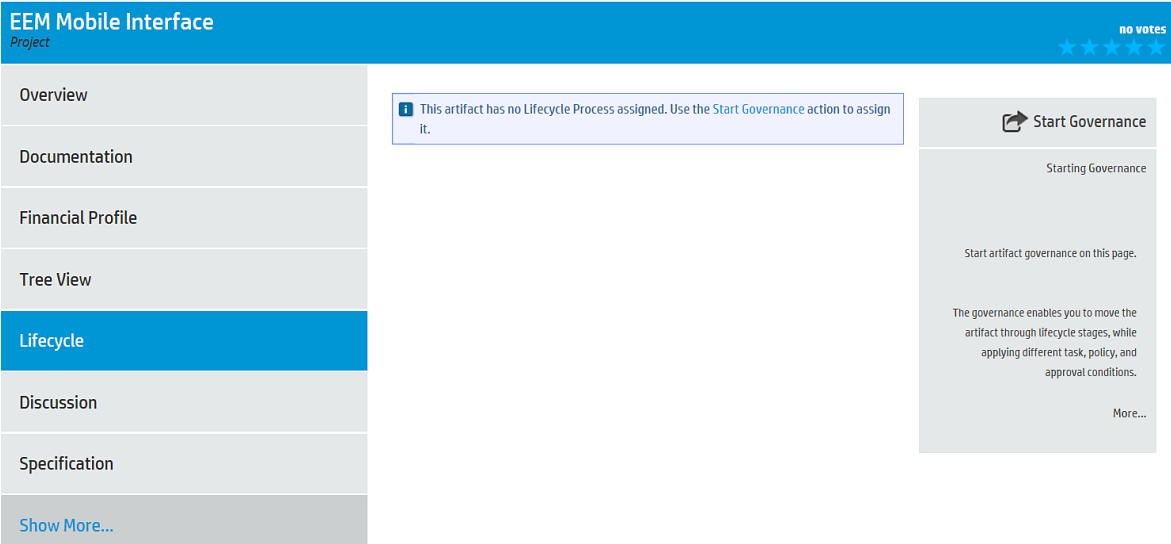 EEM Mobile Interface
Project
no votes
Overview
Documentation
Financial Profile
Tree View
Lifecycle
Discussion
Specification
Show More...
This artifact has no Lifecycle Process assigned. Use the Start Governance action to assign
it.
Start Governance
Starting Governance
Start artifact governance on this page.
The governance enables you to move the
artifact through lifecycle stages, while
applying different task, policy, and
approval conditions.
More...